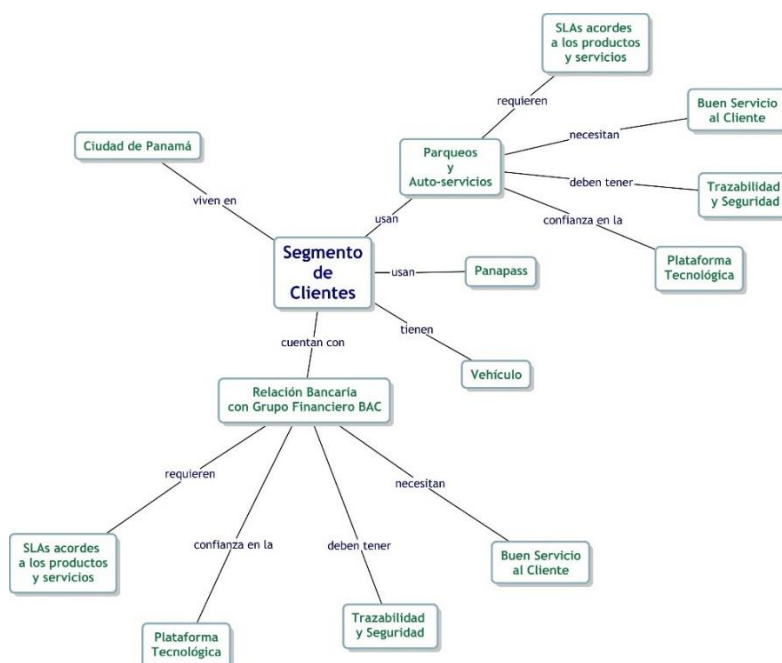 SLAs acordes
a los productos
y servicios
requieren
Buen Servicio
al Cliente
necesitan
Ciudad de Panamá
Parqueos
y
Auto-servicios
deben tener
Trazabilidad
y Seguridad
viven en
confianza en la
usan
Plataforma
Tecnológica
Segmento
de
Clientes
usan
Panapass
tienen
cuentan con
Vehículo
Relación Bancaria
con Grupo Financiero BAC
requieren
necesitan
confianza en la
deben tener
SLAs acordes
a los productos
y servicios
Buen Servicio
al Cliente
Trazabilidad
y Seguridad
Plataforma
Tecnológica